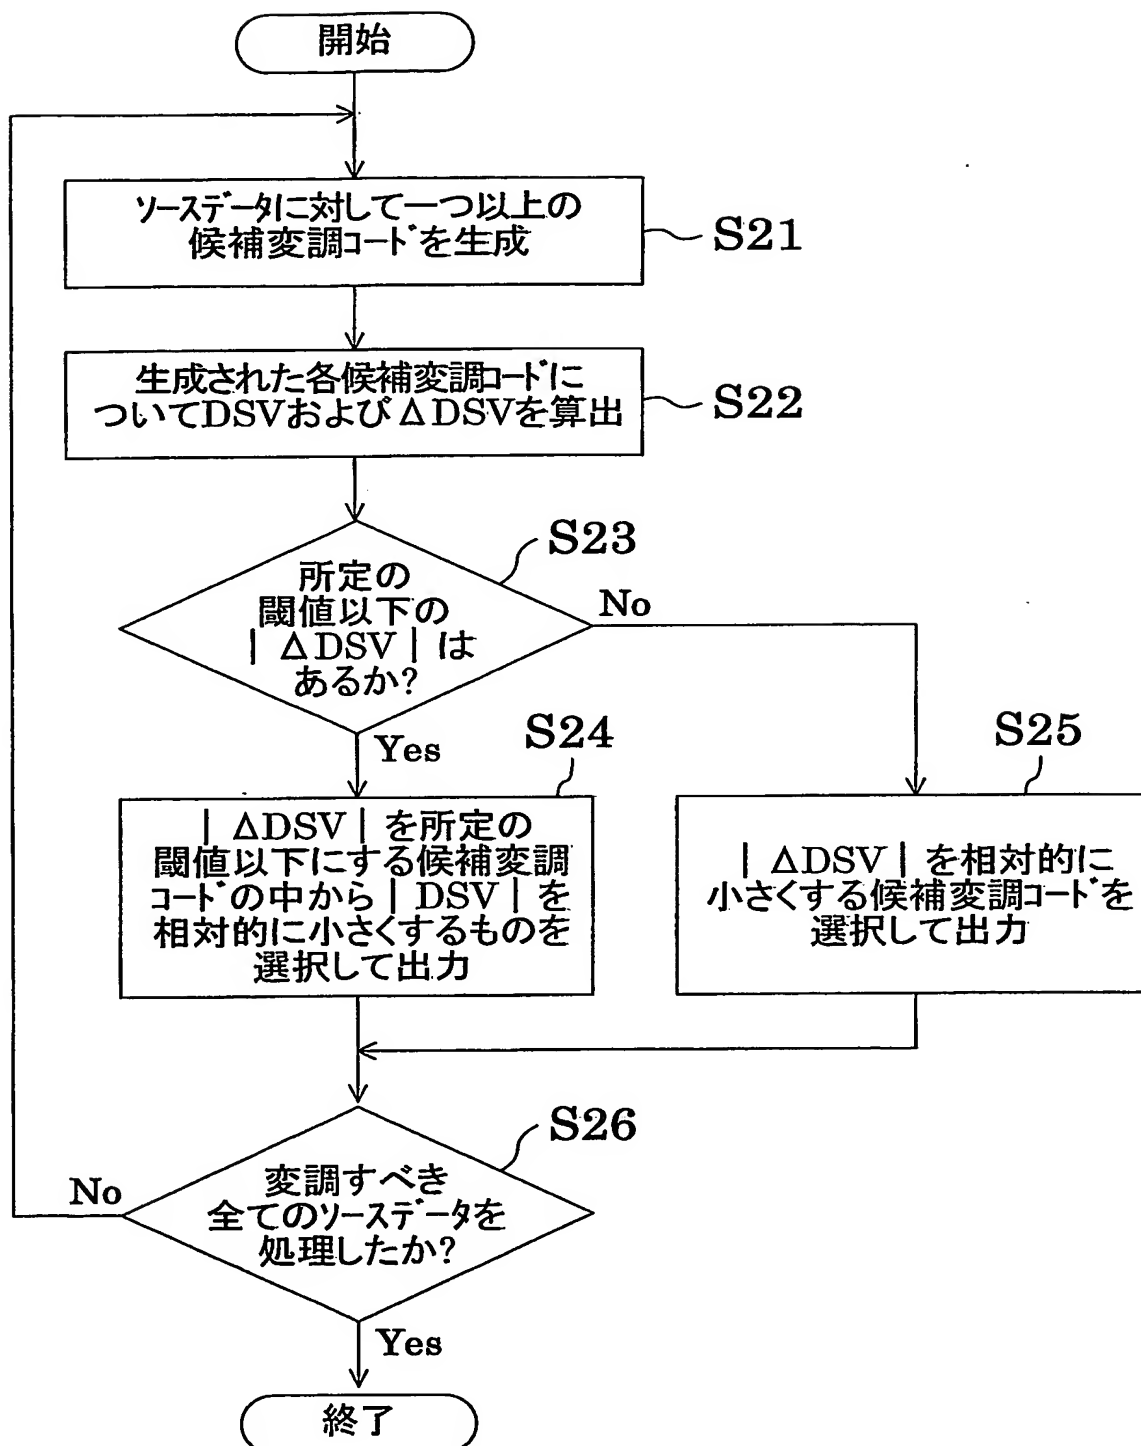 開始
ソースデータに対して一つ以上の
候補変調コードを生成
S21
生成された各候補変調コードに
ついてDSVおよびΔDSVを算出
S22
S23
所定の
閾値以下の
|ΔDSV|は
あるか?
No
Yes
S24
S25
|ΔDSV|を所定の
閾値以下にする候補変調
コードの中から|DSV|を
相対的に小さくするものを
選択して出力
|ΔDSV|を相対的に
小さくする候補変調コードを
選択して出力
S26
変調すべき
全てのソースデータを
処理したか?
No
Yes
終了